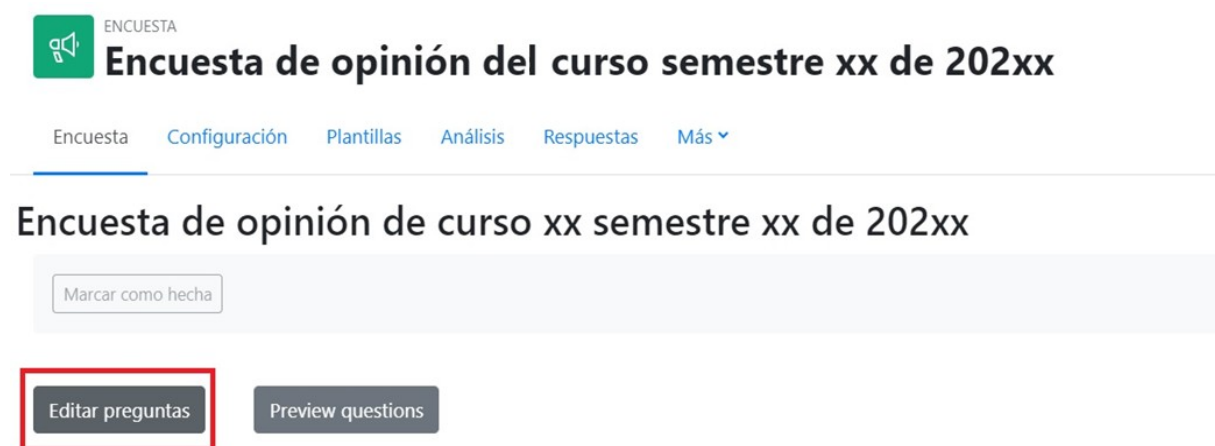 ENCUESTA
Encuesta de opinión del curso semestre xx de 202xx
Encuesta Configuración Plantillas Análisis Respuestas Más
Encuesta de opinión de curso xx semestre xx de 202xx
Marcar como hecha
Editar preguntas Preview questions